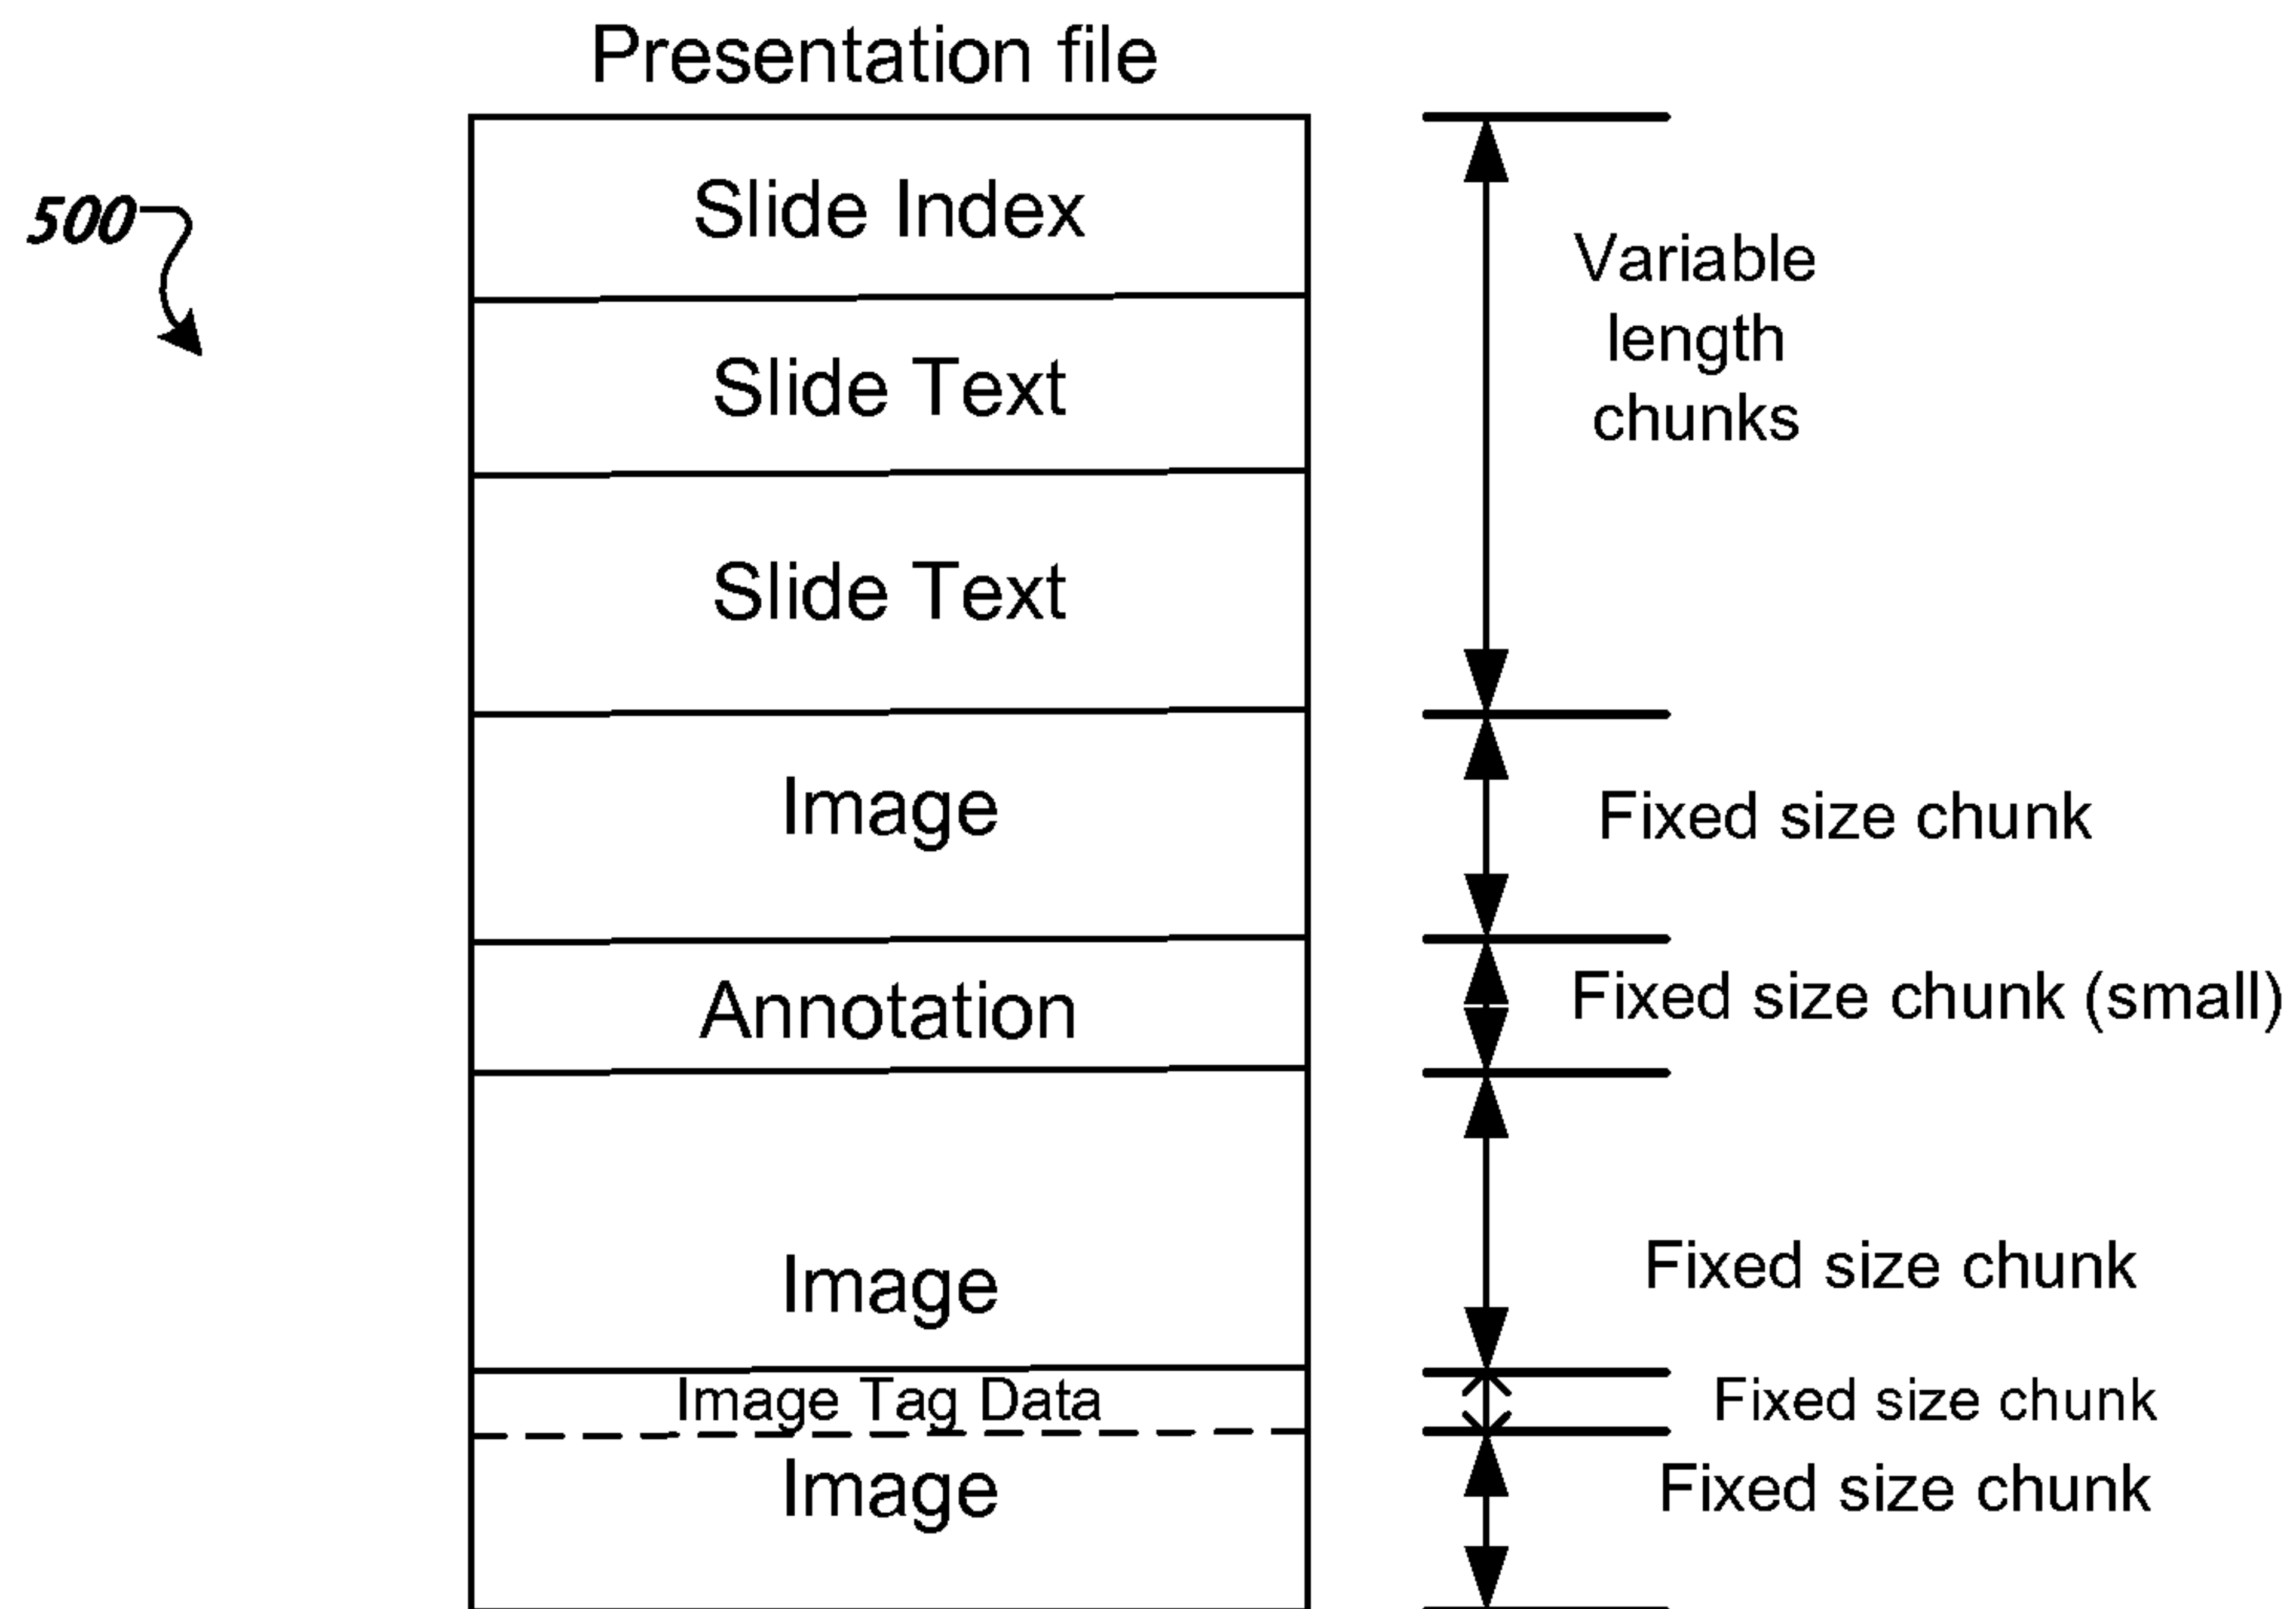 Presentation file
500
Slide Index
Slide Text
Slide Text
Image
Annotation
Image
Image Tag Data
Image
Variable
length
chunks
Fixed size chunk
Fixed size chunk (small)
Fixed size chunk
Fixed size chunk
Fixed size chunk